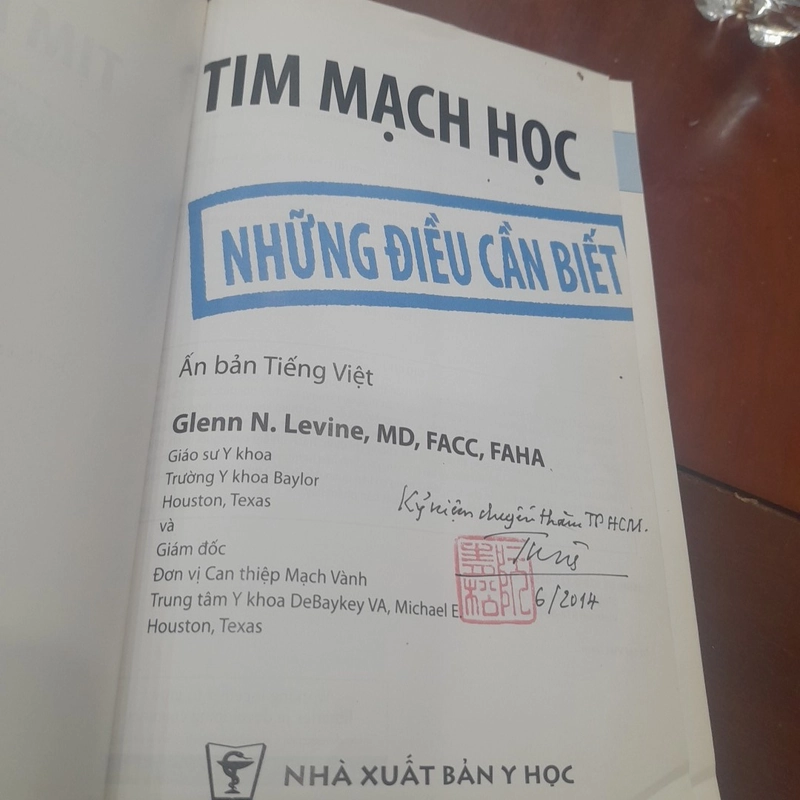 TIM MẠCH HỌC
NHỮNG ĐIỀU CẦN BIẾT
Ấn bản Tiếng Việt
Glenn N. Levine, MD, FACC, FAHA
Giáo sư Y khoa
Trường Y khoa Baylor
Houston, Texas
và
Giám đốc
Đơn vị Can thiệp Mạch Vành
Trung tâm Y khoa DeBaykey VA, Michael E
Houston, Texas
Kỷ niệm chuyến thăm TP HCM.
6/2014
NHÀ XUẤT BẢN Y HỌC